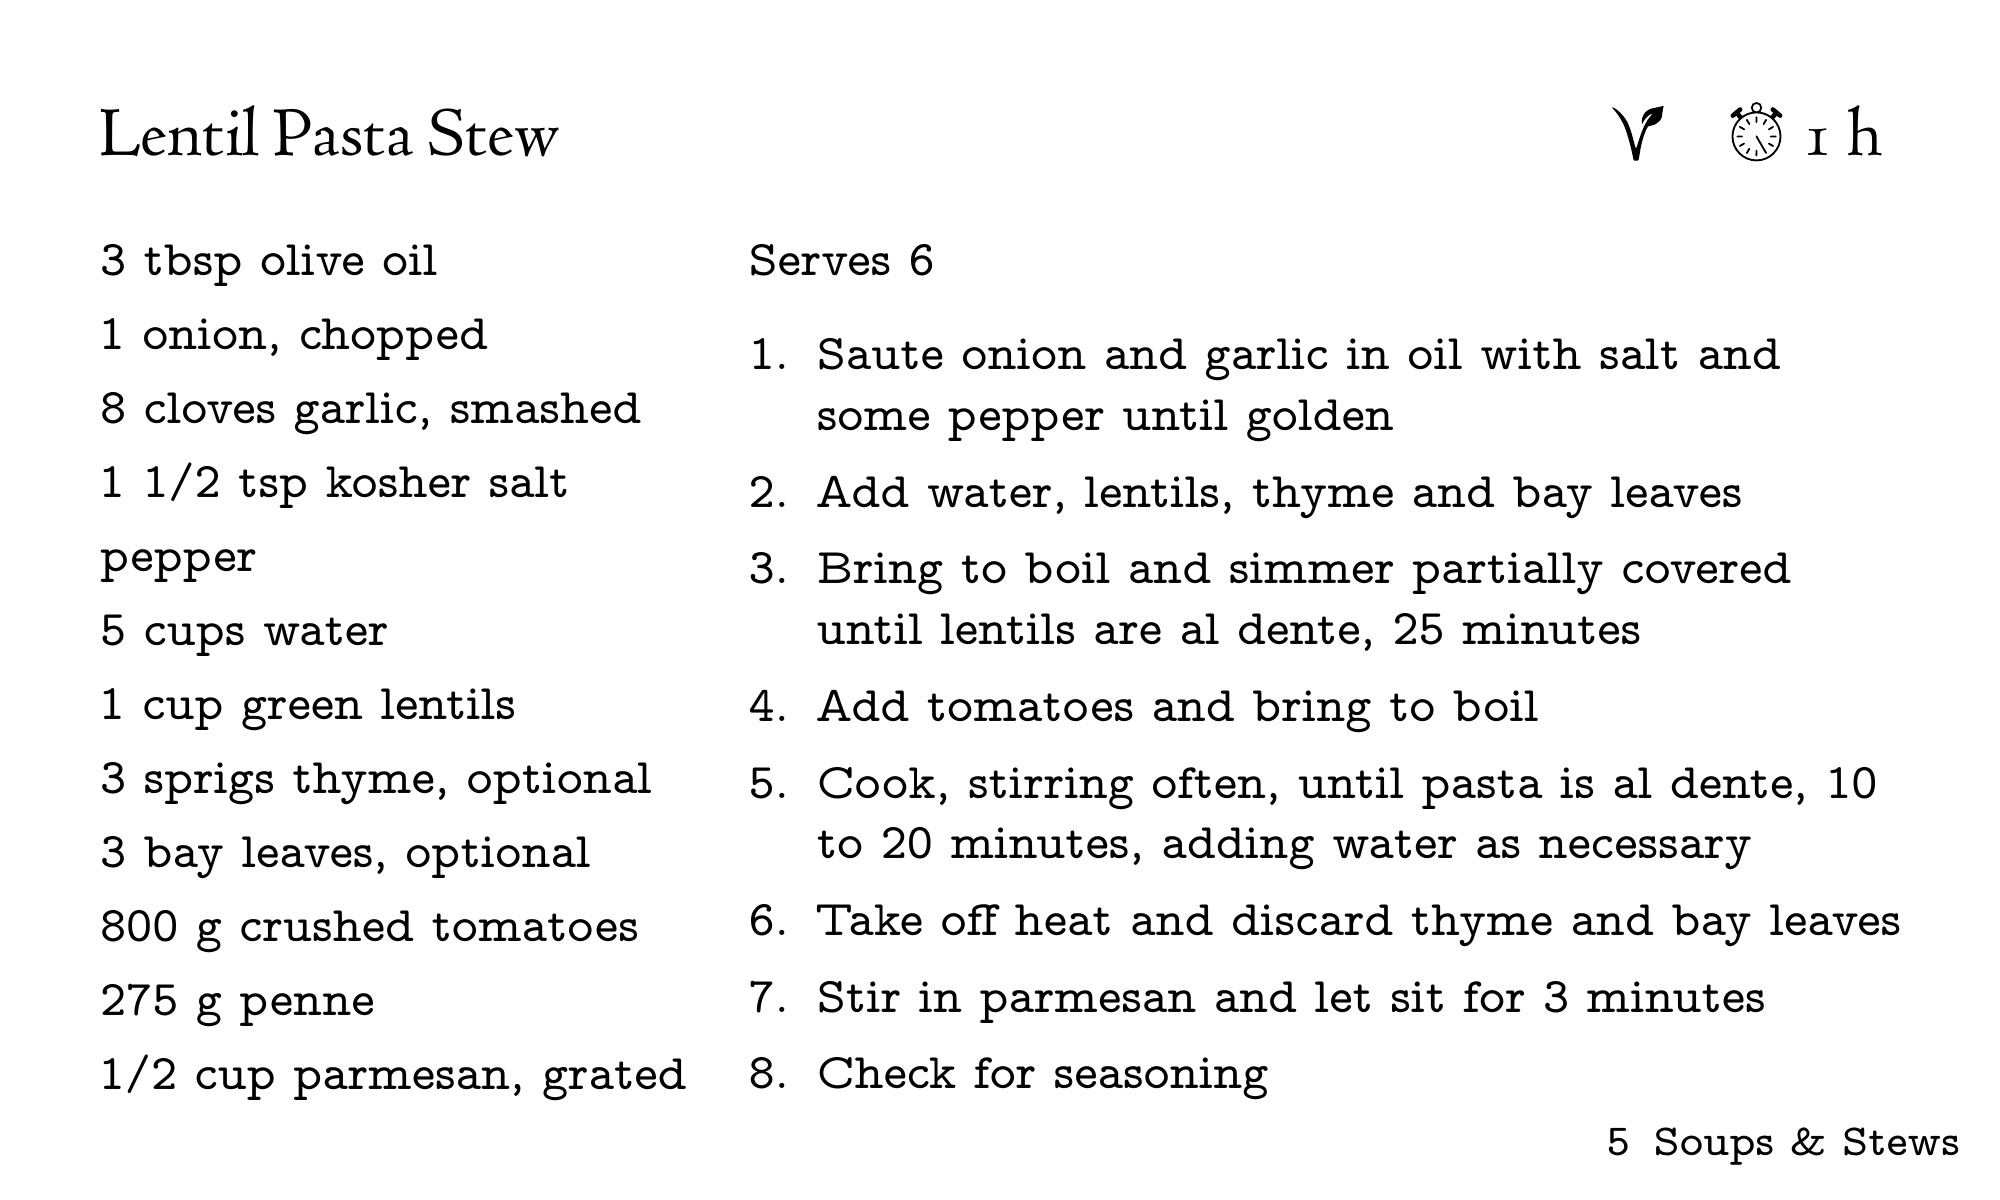 Lentil Pasta Stew
1 h
3 tbsp olive oil
1 onion, chopped
8 cloves garlic, smashed
1 1/2 tsp kosher salt
pepper
5 cups water
1 cup green lentils
3 sprigs thyme, optional
3 bay leaves, optional
800 g crushed tomatoes
275 g penne
1/2 cup parmesan, grated
Serves 6
1. Saute onion and garlic in oil with salt and
some pepper until golden
2. Add water, lentils, thyme and bay leaves
3. Bring to boil and simmer partially covered
until lentils are al dente, 25 minutes
4. Add tomatoes and bring to boil
5. Cook, stirring often, until pasta is al dente, 10
to 20 minutes, adding water as necessary
6. Take off heat and discard thyme and bay leaves
7. Stir in parmesan and let sit for 3 minutes
8. Check for seasoning
5 Soups & Stews